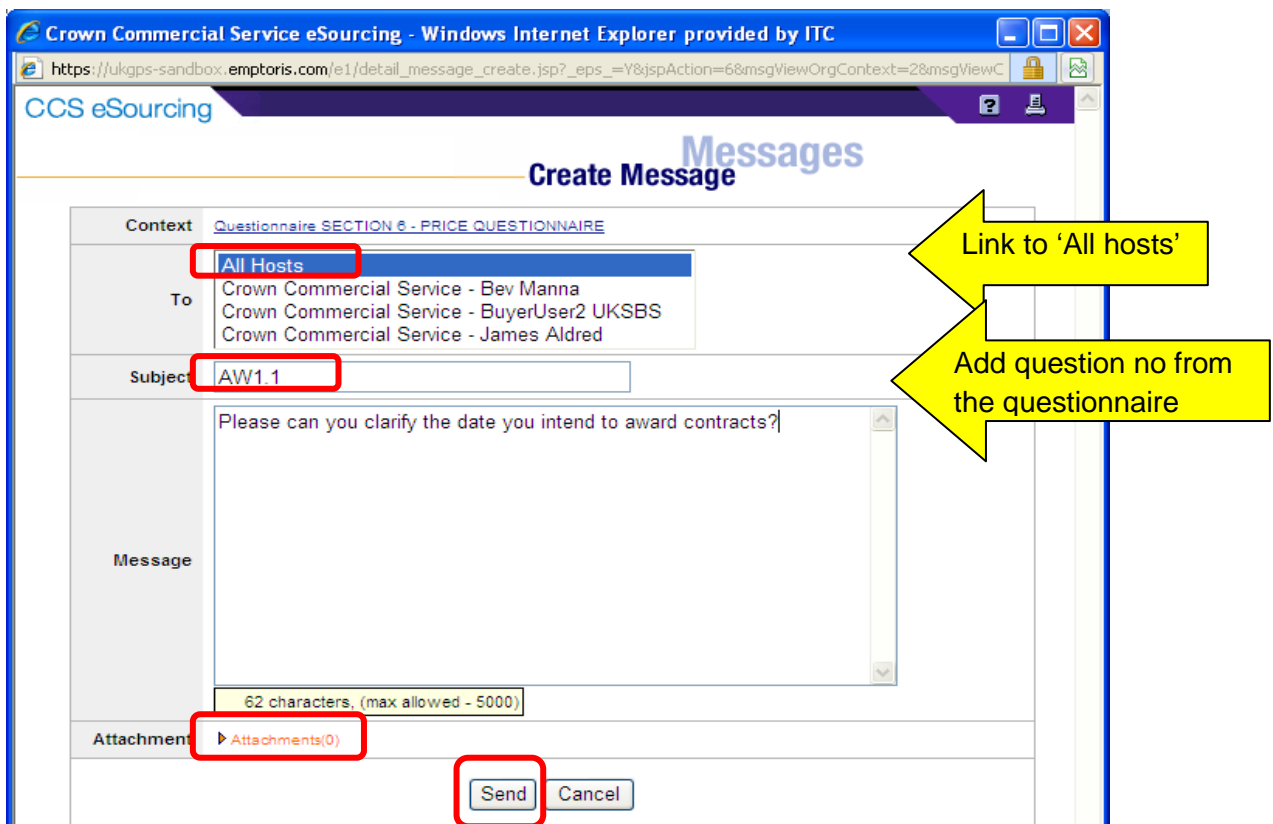 Crown Commercial Service eSourcing - Windows Internet Explorer provided by ITC
https://ukgps-sandbox.emptoris.com/e1/detail_message_create.jsp?_eps_=Y&jspAction=6&msgViewOrgContext=2&msgViewC
CCS eSourcing
?
Messages
Create Message
Context Questionnaire SECTION 6 - PRICE QUESTIONNAIRE
Link to ‘All hosts’
To
All Hosts
Crown Commercial Service - Bev Manna
Crown Commercial Service - BuyerUser2 UKSBS
Crown Commercial Service - James Aldred
Subject AW1.1
Add question no from
the questionnaire
Message
Please can you clarify the date you intend to award contracts?
62 characters, (max allowed - 5000)
Attachment Attachments(0)
Send Cancel